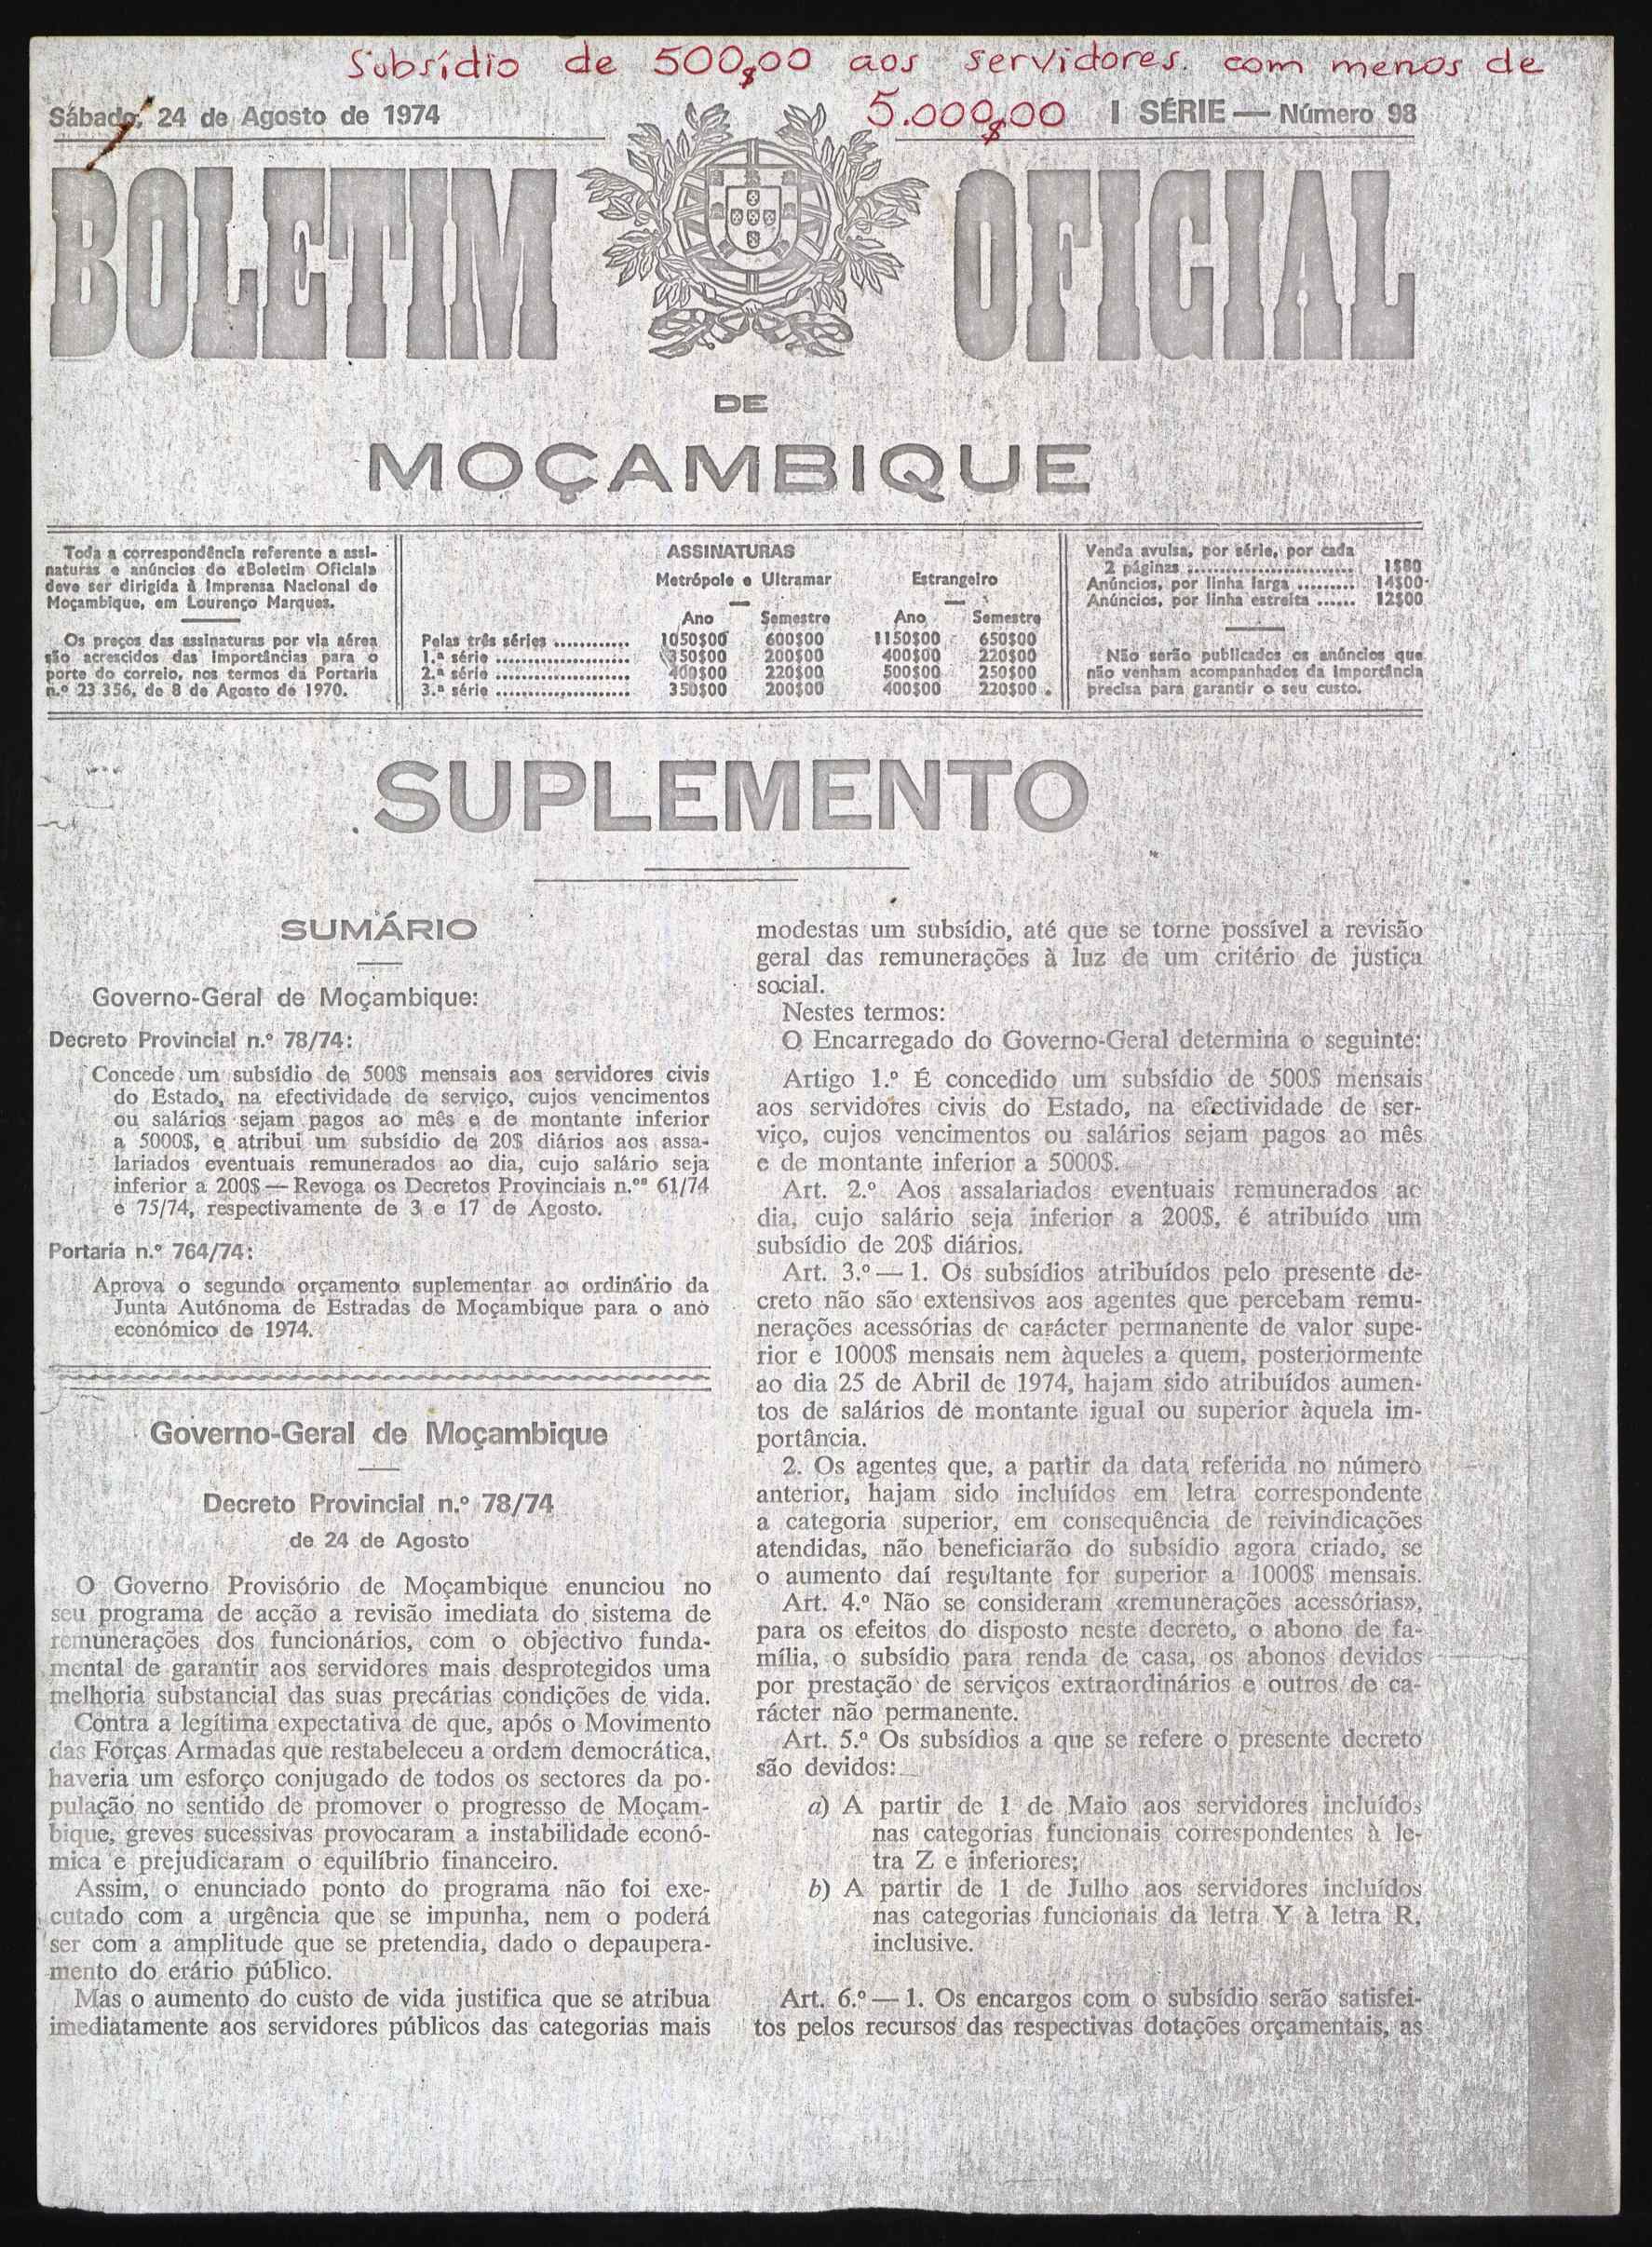 Subsídio de 500$00 aos servidores com menos de
5.000$00
Sábado, 24 de Agosto de 1974
I SÉRIE — Número 98
BOLETIM OFICIAL
DE
MOÇAMBIQUE
Toda a correspondência referente a assi-
naturas e anúncios do «Boletim Oficial»
deve ser dirigida à Imprensa Nacional de
Moçambique, em Lourenço Marques.
Os preços das assinaturas por via aérea
são acrescidos das importâncias para o
porte do correio, nos termos da Portaria
n.º 23 356, de 8 de Agosto de 1970.
ASSINATURAS
Metrópole e Ultramar Estrangeiro
Ano Semestre Ano Semestre
Pelas três séries ............ 1050$00 600$00 1150$00 650$00
1.ª série ..................... 350$00 200$00 400$00 220$00
2.ª série ..................... 400$00 220$00 500$00 250$00
3.ª série ..................... 350$00 200$00 400$00 220$00
Venda avulsa, por série, por cada
2 páginas ......................... 1$80
Anúncios, por linha larga ......... 14$00
Anúncios, por linha estreita ...... 12$00
Não serão publicados os anúncios que
não venham acompanhados da importância
precisa para garantir o seu custo.
SUPLEMENTO
SUMÁRIO
Governo-Geral de Moçambique:
Decreto Provincial n.º 78/74:
Concede um subsídio de 500$ mensais aos servidores civis
do Estado, na efectividade de serviço, cujos vencimentos
ou salários sejam pagos ao mês e de montante inferior
a 5000$, e atribui um subsídio de 20$ diários aos assa-
lariados eventuais remunerados ao dia, cujo salário seja
inferior a 200$ — Revoga os Decretos Provinciais n.ºs 61/74
e 75/74, respectivamente de 3 e 17 de Agosto.
Portaria n.º 764/74:
Aprova o segundo orçamento suplementar ao ordinário da
Junta Autónoma de Estradas de Moçambique para o ano
económico de 1974.
Governo-Geral de Moçambique
Decreto Provincial n.º 78/74
de 24 de Agosto
O Governo Provisório de Moçambique enunciou no
seu programa de acção a revisão imediata do sistema de
remunerações dos funcionários, com o objectivo funda-
mental de garantir aos servidores mais desprotegidos uma
melhoria substancial das suas precárias condições de vida.
Contra a legítima expectativa de que, após o Movimento
das Forças Armadas que restabeleceu a ordem democrática,
haveria um esforço conjugado de todos os sectores da po-
pulação no sentido de promover o progresso de Moçam-
bique, greves sucessivas provocaram a instabilidade econó-
mica e prejudicaram o equilíbrio financeiro.
Assim, o enunciado ponto do programa não foi exe-
cutado com a urgência que se impunha, nem o poderá
ser com a amplitude que se pretendia, dado o depaupera-
mento do erário público.
Mas o aumento do custo de vida justifica que se atribua
imediatamente aos servidores públicos das categorias mais
modestas um subsídio, até que se torne possível a revisão
geral das remunerações à luz de um critério de justiça
social.
Nestes termos:
O Encarregado do Governo-Geral determina o seguinte:
Artigo 1.º É concedido um subsídio de 500$ mensais
aos servidores civis do Estado, na efectividade de ser-
viço, cujos vencimentos ou salários sejam pagos ao mês
e de montante inferior a 5000$.
Art. 2.º Aos assalariados eventuais remunerados ao
dia, cujo salário seja inferior a 200$, é atribuído um
subsídio de 20$ diários.
Art. 3.º — 1. Os subsídios atribuídos pelo presente de-
creto não são extensivos aos agentes que percebam remu-
nerações acessórias de carácter permanente de valor supe-
rior e 1000$ mensais nem àqueles a quem, posteriormente
ao dia 25 de Abril de 1974, hajam sido atribuídos aumen-
tos de salários de montante igual ou superior àquela im-
portância.
2. Os agentes que, a partir da data referida no número
anterior, hajam sido incluídos em letra correspondente
a categoria superior, em consequência de reivindicações
atendidas, não beneficiarão do subsídio agora criado, se
o aumento daí resultante for superior a 1000$ mensais.
Art. 4.º Não se consideram «remunerações acessórias»,
para os efeitos do disposto neste decreto, o abono de fa-
mília, o subsídio para renda de casa, os abonos devidos
por prestação de serviços extraordinários e outros de ca-
rácter não permanente.
Art. 5.º Os subsídios a que se refere o presente decreto
são devidos:
a) A partir de 1 de Maio aos servidores incluídos
nas categorias funcionais correspondentes à le-
tra Z e inferiores;
b) A partir de 1 de Julho aos servidores incluídos
nas categorias funcionais da letra Y à letra R,
inclusive.
Art. 6.º — 1. Os encargos com o subsídio serão satisfei-
tos pelos recursos das respectivas dotações orçamentais, as